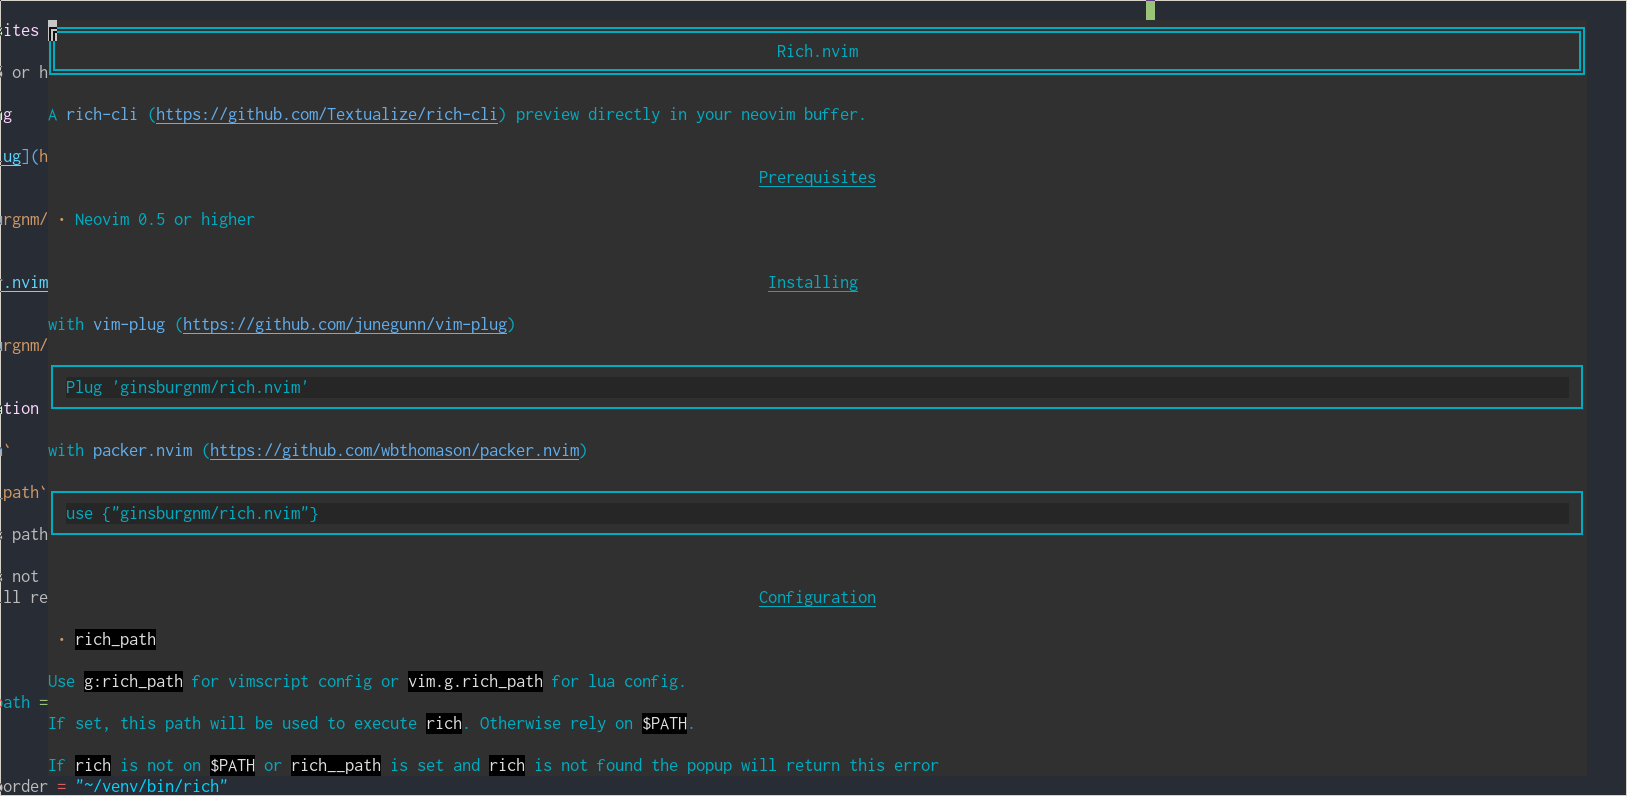 ites
Rich.nvim
or h
g A rich-cli (https://github.com/Textualize/rich-cli) preview directly in your neovim buffer.
ug](h
Prerequisites
urgnm/ • Neovim 0.5 or higher
.nvim Installing
with vim-plug (https://github.com/junegunn/vim-plug)
urgnm/
Plug 'ginsburgnm/rich.nvim'
ation
` with packer.nvim (https://github.com/wbthomason/packer.nvim)
path`
use {"ginsburgnm/rich.nvim"}
path
not
ll re Configuration
• rich_path
Use g:rich_path for vimscript config or vim.g.rich_path for lua config.
path =
If set, this path will be used to execute rich. Otherwise rely on $PATH.
If rich is not on $PATH or rich__path is set and rich is not found the popup will return this error
order = "~/venv/bin/rich"